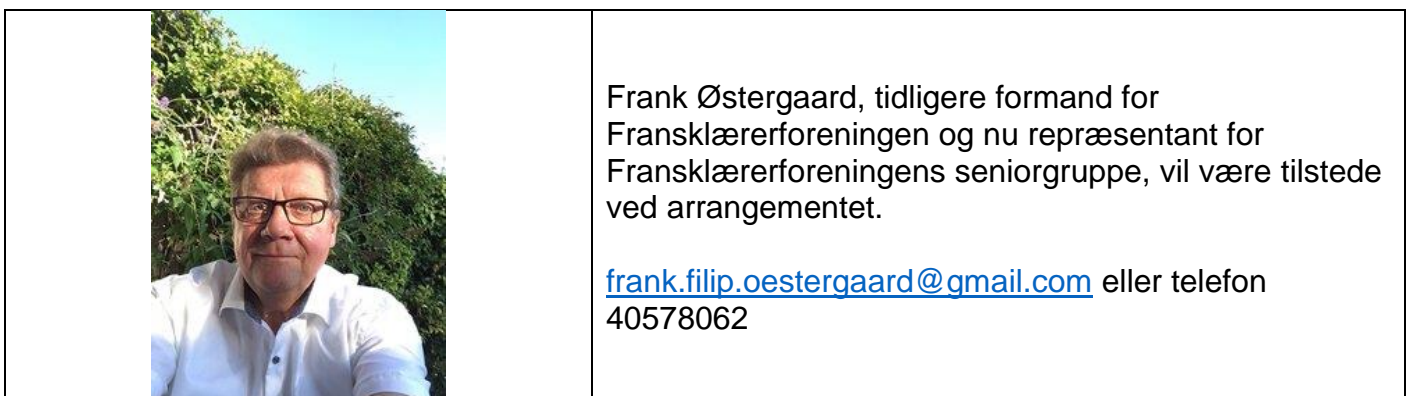 Frank Østergaard, tidligere formand for
Fransklærerforeningen og nu repræsentant for
Fransklærerforeningens seniorgruppe, vil være tilstede
ved arrangementet.
frank.filip.oestergaard@gmail.com eller telefon
40578062